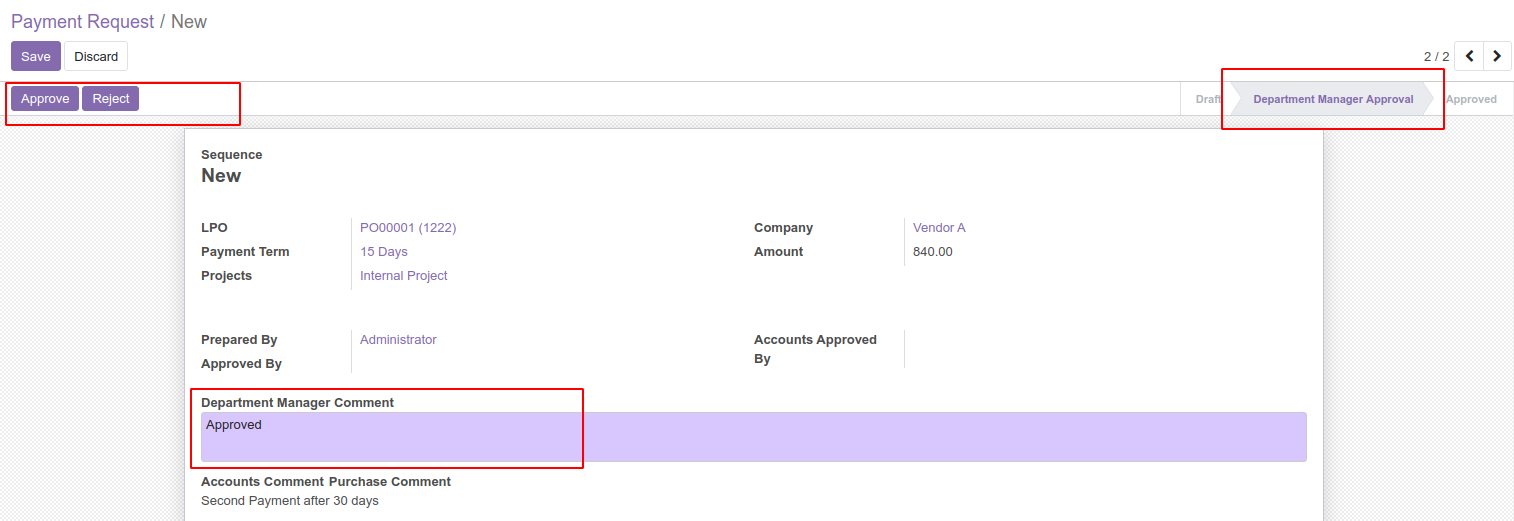 Payment Request / New
Save Discard
2 / 2
Approve Reject
Draft Department Manager Approval Approved
Sequence
New
LPO PO00001 (1222) Company Vendor A
Payment Term 15 Days Amount 840.00
Projects Internal Project
Prepared By Administrator Accounts Approved By
Approved By
Department Manager Comment
Approved
Accounts Comment Purchase Comment
Second Payment after 30 days